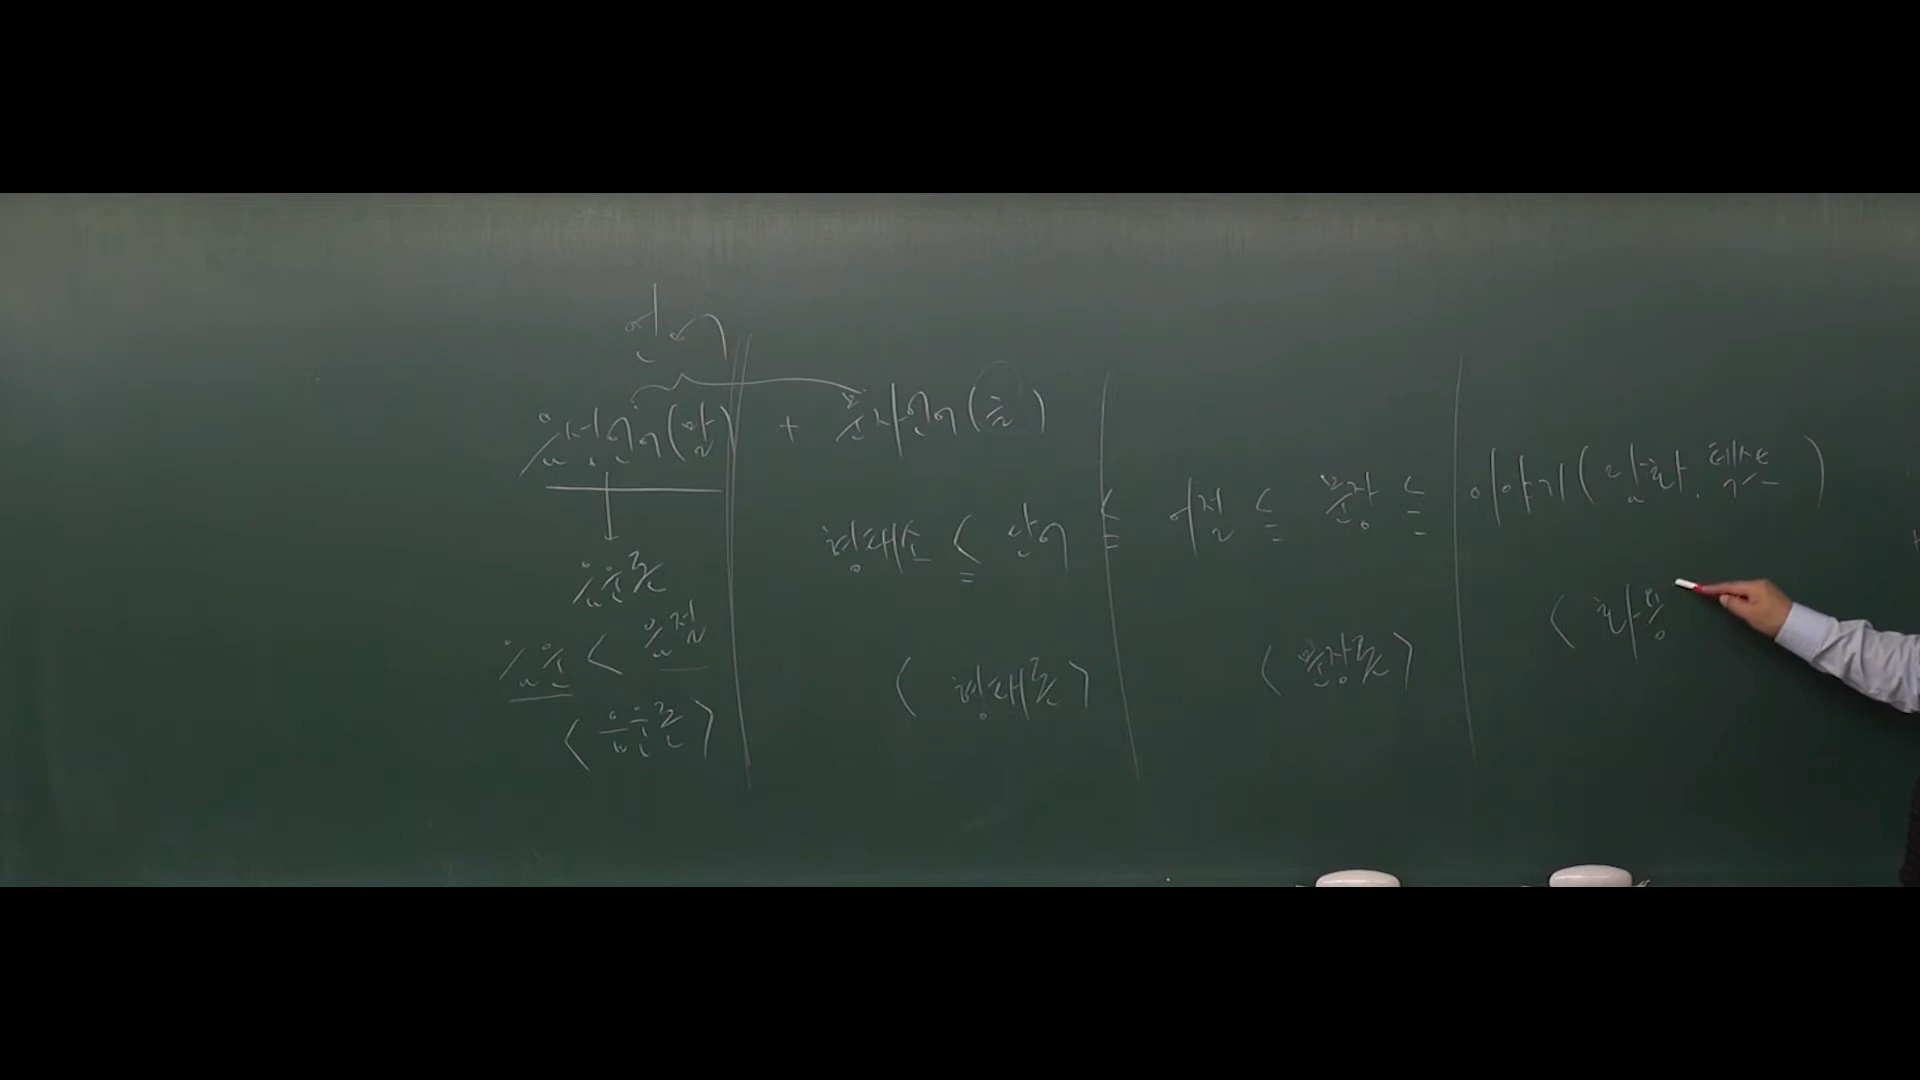 언어
음성언어(말) + 문자언어(글)
형태소 ≤ 단어 ≤ 어절 ≤ 문장 ≤ 이야기(담화, 텍스트)
음운론
음운 < 음절
<음운론> <형태론> <문장론> <화용